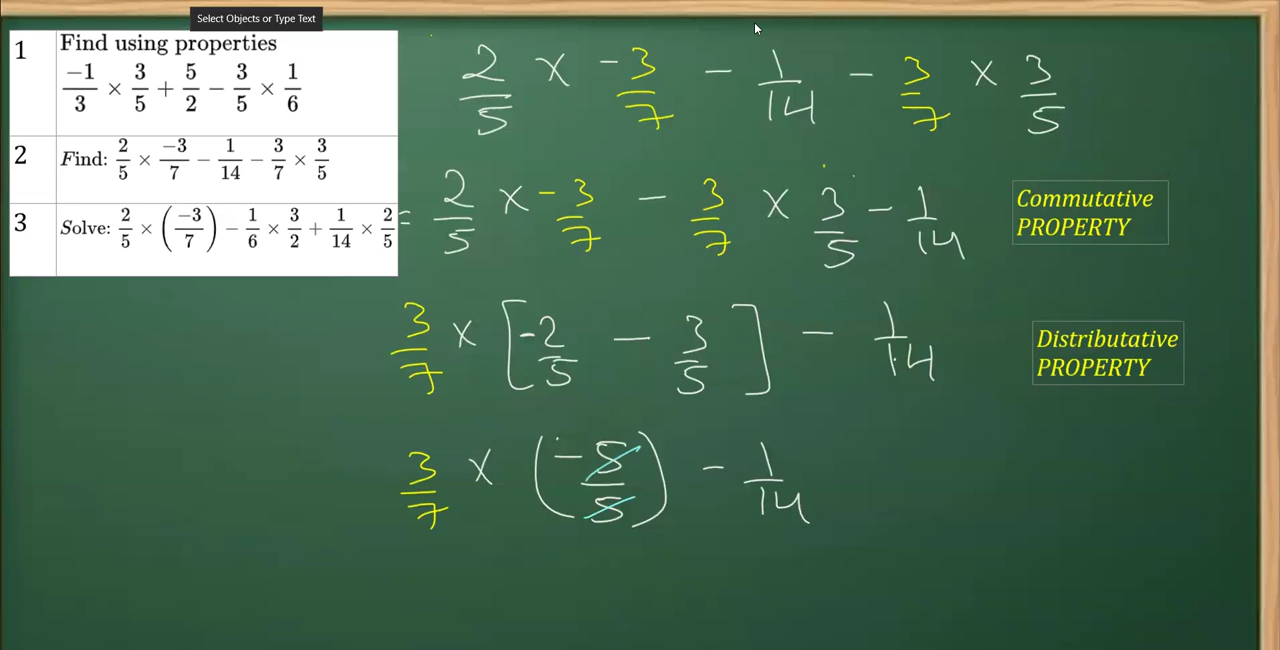 Select Objects or Type Text
1 Find using properties
-1/3 × 3/5 + 5/2 - 3/5 × 1/6
2 Find: 2/5 × -3/7 - 1/14 - 3/7 × 3/5
3 Solve: 2/5 × (-3/7) - 1/6 × 3/2 + 1/14 × 2/5
2/5 × -3/7 - 1/14 - 3/7 × 3/5
= 2/5 × -3/7 - 3/7 × 3/5 - 1/14
Commutative
PROPERTY
3/7 × [-2/5 - 3/5] - 1/14
Distributative
PROPERTY
3/7 × (-5/5) - 1/14